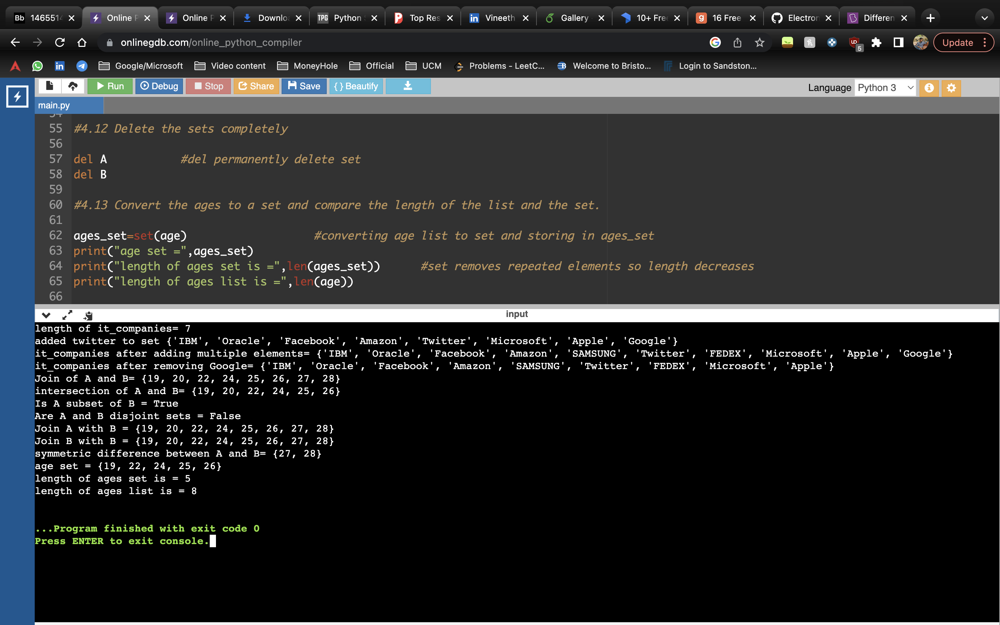 Bb 1465514
Online P
Online P
Downloa
TPG Python S
Top Res
in Vineeth
Gallery
10+ Free
g 16 Free
Electron
Differen
onlinegdb.com/online_python_compiler
5
Update
in
Google/Microsoft
Video content
MoneyHole
Official
UCM
Problems - LeetC...
Welcome to Bristo...
Login to Sandston...
Run
Debug
Stop
Share
Save
{ } Beautify
Language Python 3
main.py
54
55 #4.12 Delete the sets completely
56
57 del A #del permanently delete set
58 del B
59
60 #4.13 Convert the ages to a set and compare the length of the list and the set.
61
62 ages_set=set(age) #converting age list to set and storing in ages_set
63 print("age set =",ages_set)
64 print("length of ages set is =",len(ages_set)) #set removes repeated elements so length decreases
65 print("length of ages list is =",len(age))
66
input
length of it_companies= 7
added twitter to set {'IBM', 'Oracle', 'Facebook', 'Amazon', 'Twitter', 'Microsoft', 'Apple', 'Google'}
it_companies after adding multiple elements= {'IBM', 'Oracle', 'Facebook', 'Amazon', 'SAMSUNG', 'Twitter', 'FEDEX', 'Microsoft', 'Apple', 'Google'}
it_companies after removing Google= {'IBM', 'Oracle', 'Facebook', 'Amazon', 'SAMSUNG', 'Twitter', 'FEDEX', 'Microsoft', 'Apple'}
Join of A and B= {19, 20, 22, 24, 25, 26, 27, 28}
intersection of A and B= {19, 20, 22, 24, 25, 26}
Is A subset of B = True
Are A and B disjoint sets = False
Join A with B = {19, 20, 22, 24, 25, 26, 27, 28}
Join B with B = {19, 20, 22, 24, 25, 26, 27, 28}
symmetric difference between A and B= {27, 28}
age set = {19, 22, 24, 25, 26}
length of ages set is = 5
length of ages list is = 8
...Program finished with exit code 0
Press ENTER to exit console.